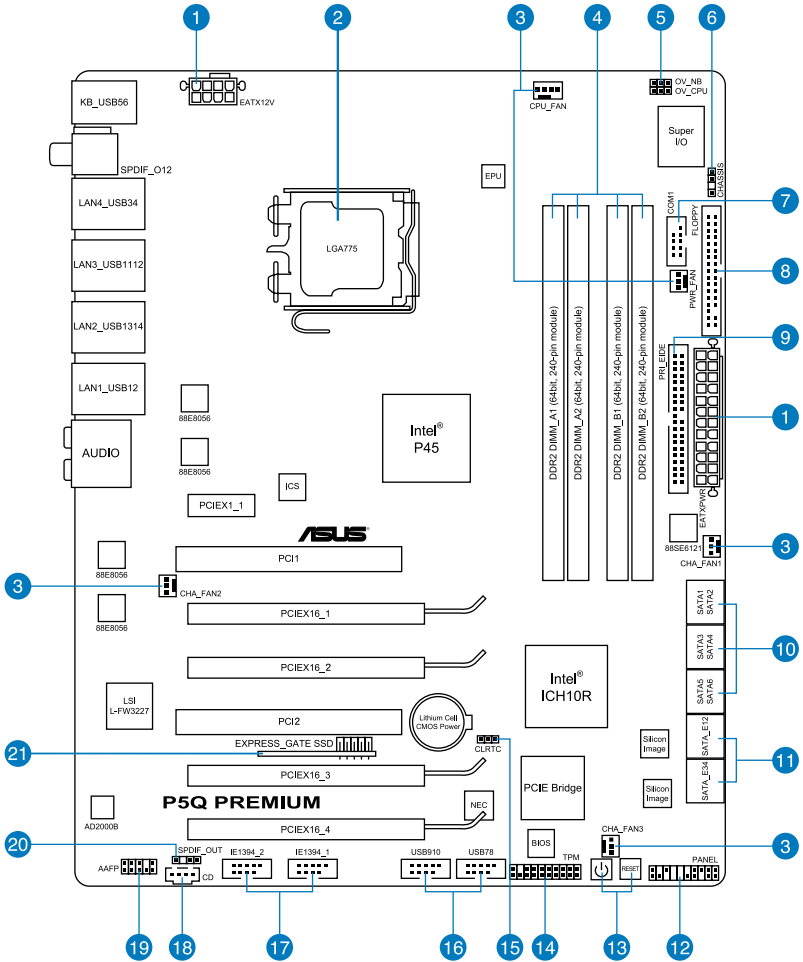 1
2
3
4
5
6
KB_USB56
EATX12V
CPU_FAN
OV_NB
OV_CPU
Super
I/O
SPDIF_O12
EPU
CHASSIS
LAN4_USB34
LGA775
COM1
FLOPPY
7
LAN3_USB1112
PWR_FAN
8
LAN2_USB1314
DDR2 DIMM_A1 (64bit, 240-pin module)
DDR2 DIMM_A2 (64bit, 240-pin module)
DDR2 DIMM_B1 (64bit, 240-pin module)
DDR2 DIMM_B2 (64bit, 240-pin module)
PRI_EIDE
9
LAN1_USB12
88E8056
Intel®
P45
1
AUDIO
88E8056
ICS
PCIEX1_1
EATXPWR
ASUS
88SE6121
3
CHA_FAN1
PCI1
88E8056
3
CHA_FAN2
SATA1
SATA2
PCIEX16_1
88E8056
SATA3
SATA4
10
PCIEX16_2
Intel®
ICH10R
SATA5
SATA6
LSI
L-FW3227
PCI2
Lithium Cell
CMOS Power
EXPRESS_GATE SSD
CLRTC
Silicon
Image
SATA_E12
21
11
PCIEX16_3
PCIE Bridge
Silicon
Image
SATA_E34
P5Q PREMIUM
NEC
AD2000B
PCIEX16_4
BIOS
CHA_FAN3
3
20
SPDIF_OUT
IE1394_2
IE1394_1
USB910
USB78
TPM
PANEL
AAFP
CD
RESET
19
18
17
16
15
14
13
12